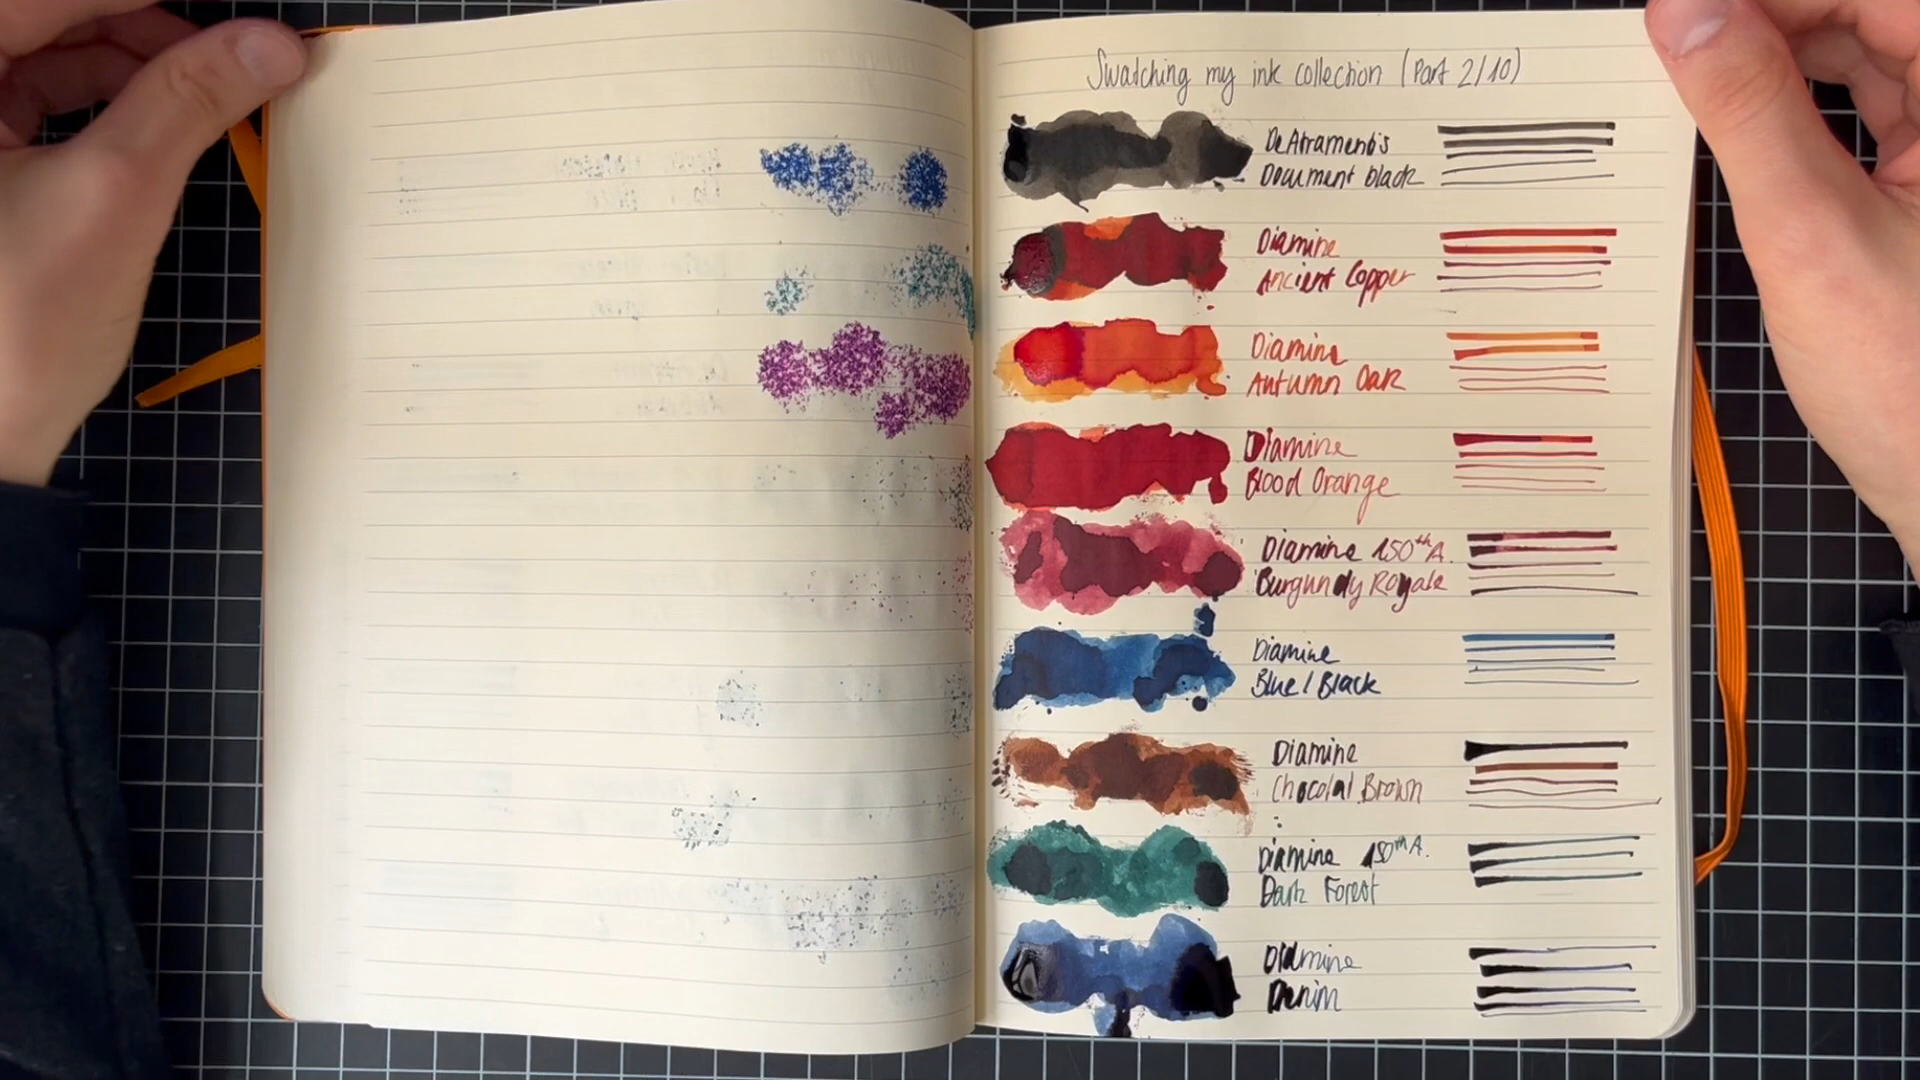 Swatching my ink collection (Part 2/10)
DeAtramentis
Document black
Diamine
Ancient Copper
Diamine
Autumn Oak
Diamine
Blood Orange
Diamine 150th A.
Burgundy Royale
Diamine
Blue / Black
Diamine
Chocolat Brown
Diamine 150th A.
Dark Forest
Diamine
Denim